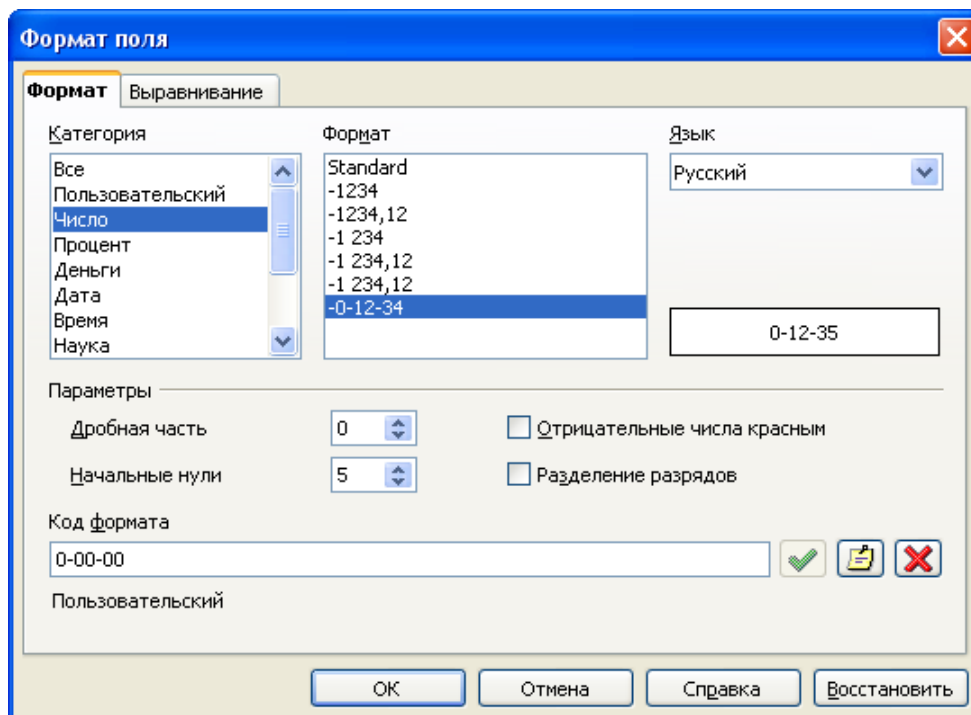 Формат поля
Формат Выравнивание
Категория Формат Язык
Все
Пользовательский
Число
Процент
Деньги
Дата
Время
Наука
Standard
-1234
-1234,12
-1 234
-1 234,12
-1 234,12
-0-12-34
Русский
0-12-35
Параметры
Дробная часть 0 Отрицательные числа красным
Начальные нули 5 Разделение разрядов
Код формата
0-00-00
Пользовательский
ОК Отмена Справка Восстановить